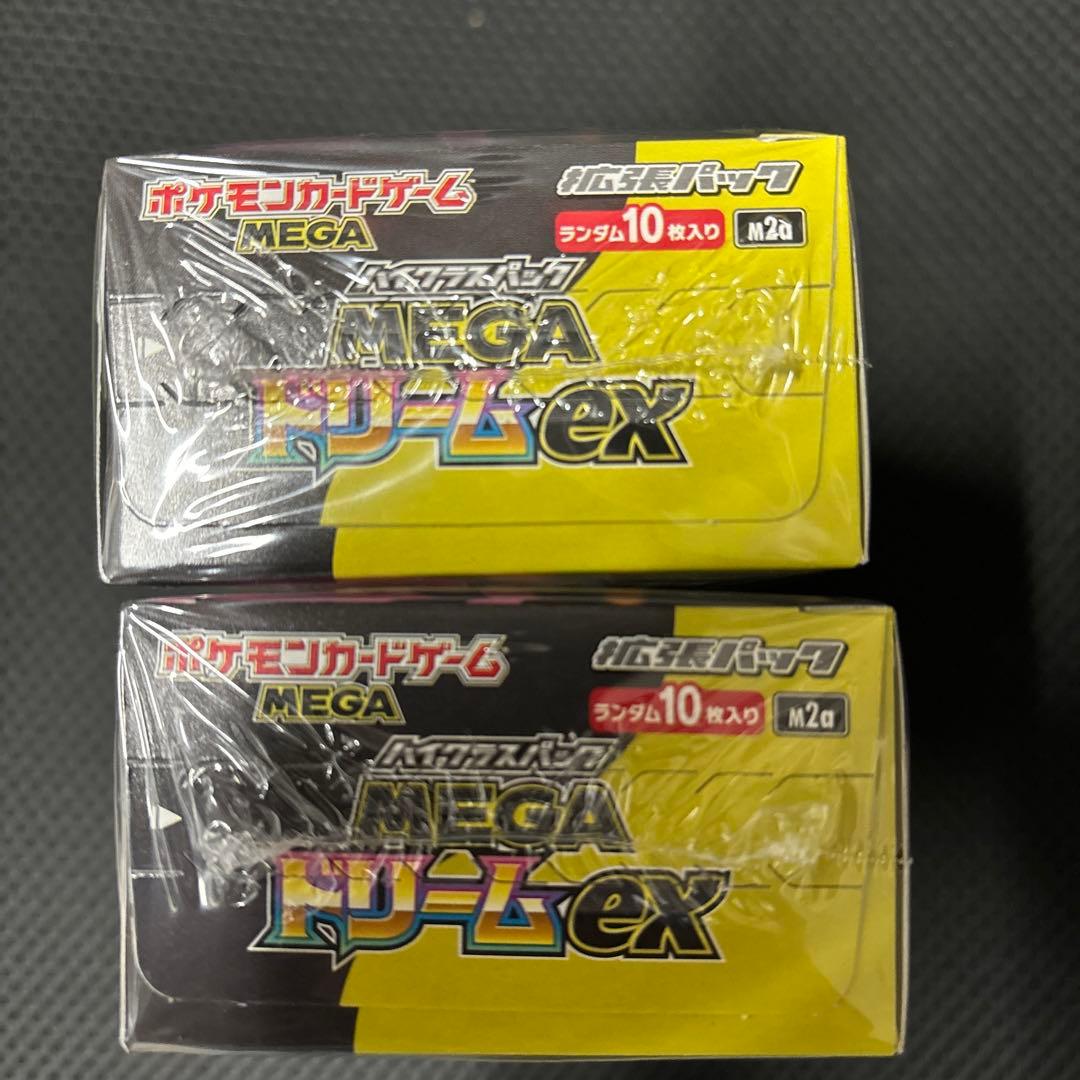 ポケモンカードゲーム
MEGA
拡張パック
ランダム10枚入り M2a
ハイクラスパック
MEGA
ドリームex
ポケモンカードゲーム
MEGA
拡張パック
ランダム10枚入り M2a
ハイクラスパック
MEGA
ドリームex